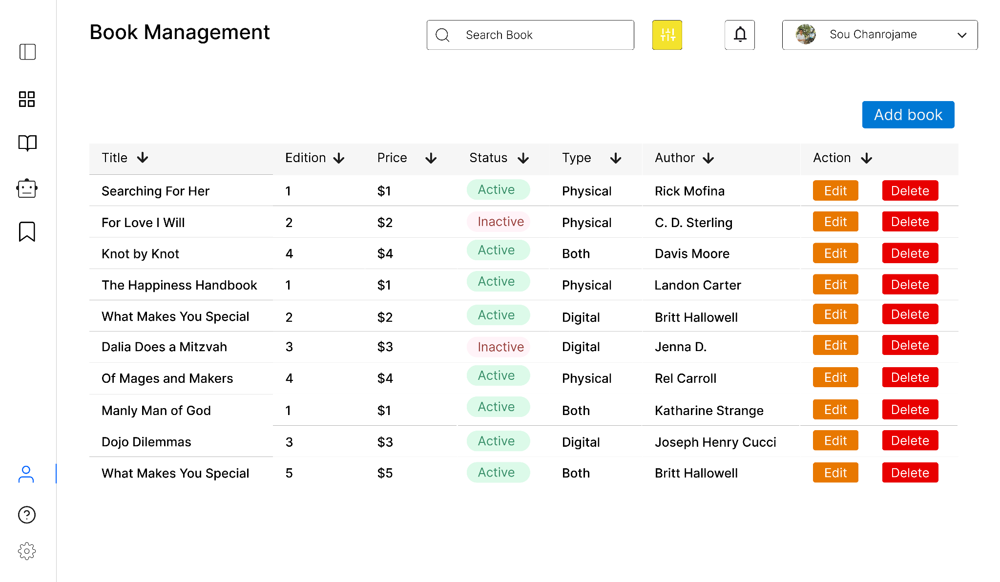 Book Management
Search Book
Sou Chanrojame
Add book
Title Edition Price Status Type Author Action
Searching For Her 1 $1 Active Physical Rick Mofina Edit Delete
For Love I Will 2 $2 Inactive Physical C. D. Sterling Edit Delete
Knot by Knot 4 $4 Active Both Davis Moore Edit Delete
The Happiness Handbook 1 $1 Active Physical Landon Carter Edit Delete
What Makes You Special 2 $2 Active Digital Britt Hallowell Edit Delete
Dalia Does a Mitzvah 3 $3 Inactive Digital Jenna D. Edit Delete
Of Mages and Makers 4 $4 Active Physical Rel Carroll Edit Delete
Manly Man of God 1 $1 Active Both Katharine Strange Edit Delete
Dojo Dilemmas 3 $3 Active Digital Joseph Henry Cucci Edit Delete
What Makes You Special 5 $5 Active Both Britt Hallowell Edit Delete